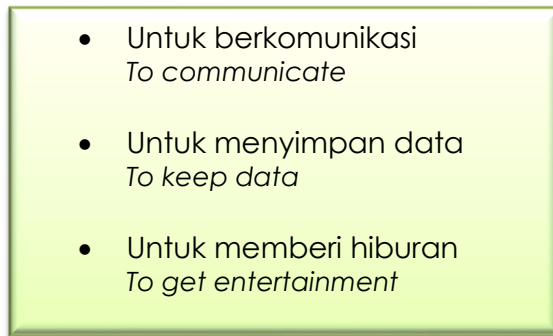 • Untuk berkomunikasi
To communicate
• Untuk menyimpan data
To keep data
• Untuk memberi hiburan
To get entertainment